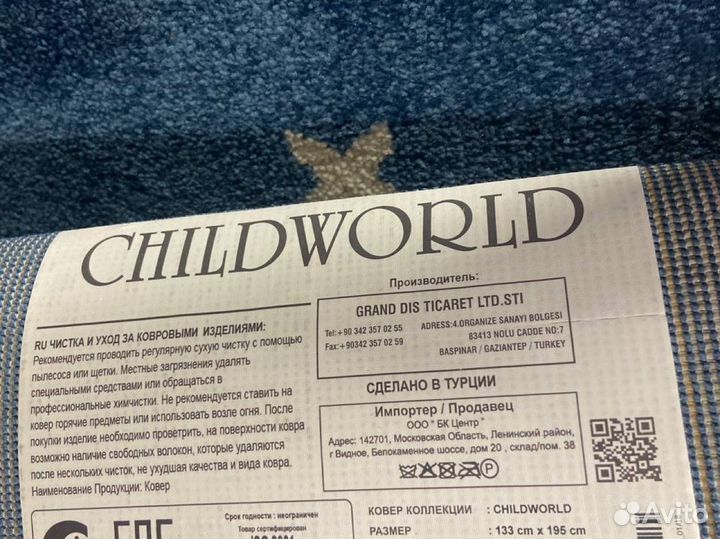 CHILDWORLD
Производитель:
GRAND DIS TICARET LTD.STI
Tel:+90 342 357 02 55
Fax:+90342 357 02 59
ADRESS:4.ORGANIZE SANAYI BOLGESI
83413 NOLU CADDE NO:7
BASPINAR / GAZIANTEP / TURKEY
СДЕЛАНО В ТУРЦИИ
Импортер / Продавец
ООО " БК Центр "
Адрес: 142701, Московская Область, Ленинский район,
г Видное, Белокаменное шоссе, дом 20 , склад/пом. 38
RU ЧИСТКА И УХОД ЗА КОВРОВЫМИ ИЗДЕЛИЯМИ:
Рекомендуется проводить регулярную сухую чистку с помощью
пылесоса или щетки. Местные загрязнения удалять
специальными средствами или обращаться в
профессиональные химчистки. Не рекомендуется ставить на
ковер горячие предметы или использовать возле огня. После
покупки изделие необходимо проветрить, на поверхности ковра
возможно наличие свободных волокон, которые удаляются
после нескольких чисток, не ухудшая качества и вида ковра.
Наименование Продукции: Ковер
Срок годности : неограничен
Товар сертифицирован
КОВЕР КОЛЛЕКЦИИ : CHILDWORLD
РАЗМЕР : 133 cm x 195 cm
Avito